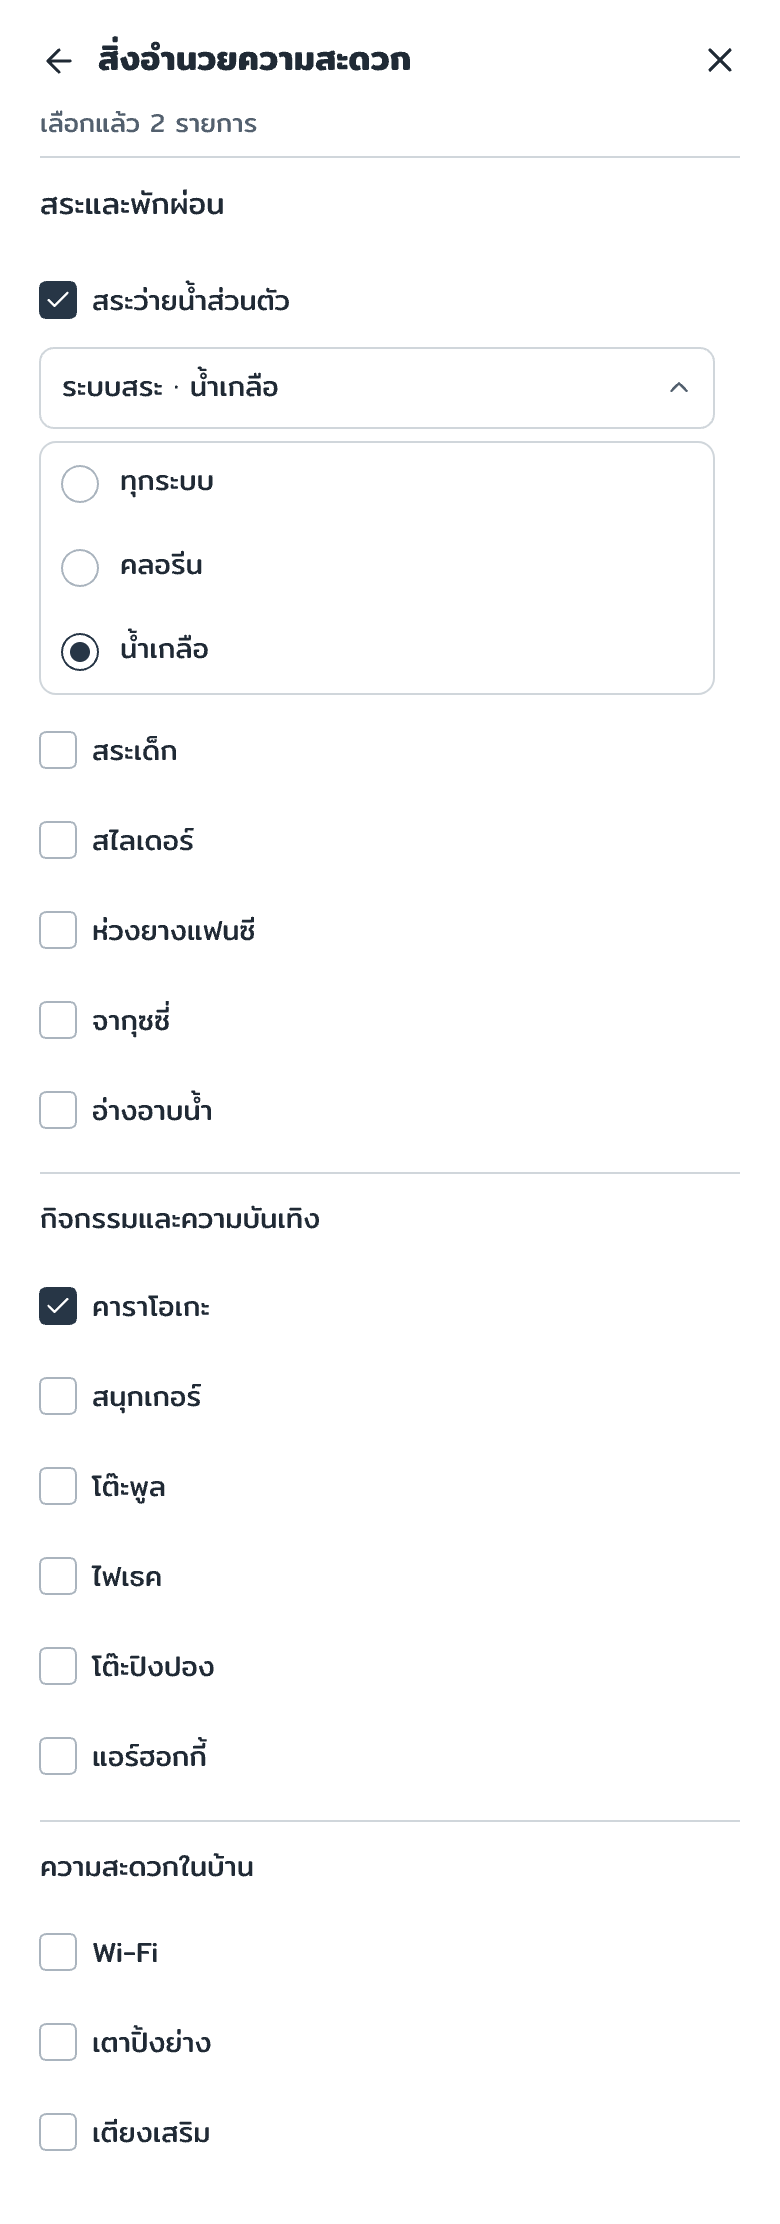 สิ่งอำนวยความสะดวก
เลือกแล้ว 2 รายการ
สระและพักผ่อน
สระว่ายน้ำส่วนตัว
ระบบสระ · น้ำเกลือ
ทุกระบบ
คลอรีน
น้ำเกลือ
สระเด็ก
สไลเดอร์
ห่วงยางแฟนซี
จากุซซี่
อ่างอาบน้ำ
กิจกรรมและความบันเทิง
คาราโอเกะ
สนุกเกอร์
โต๊ะพูล
ไฟเธค
โต๊ะปิงปอง
แอร์ฮอกกี้
ความสะดวกในบ้าน
Wi-Fi
เตาปิ้งย่าง
เตียงเสริม